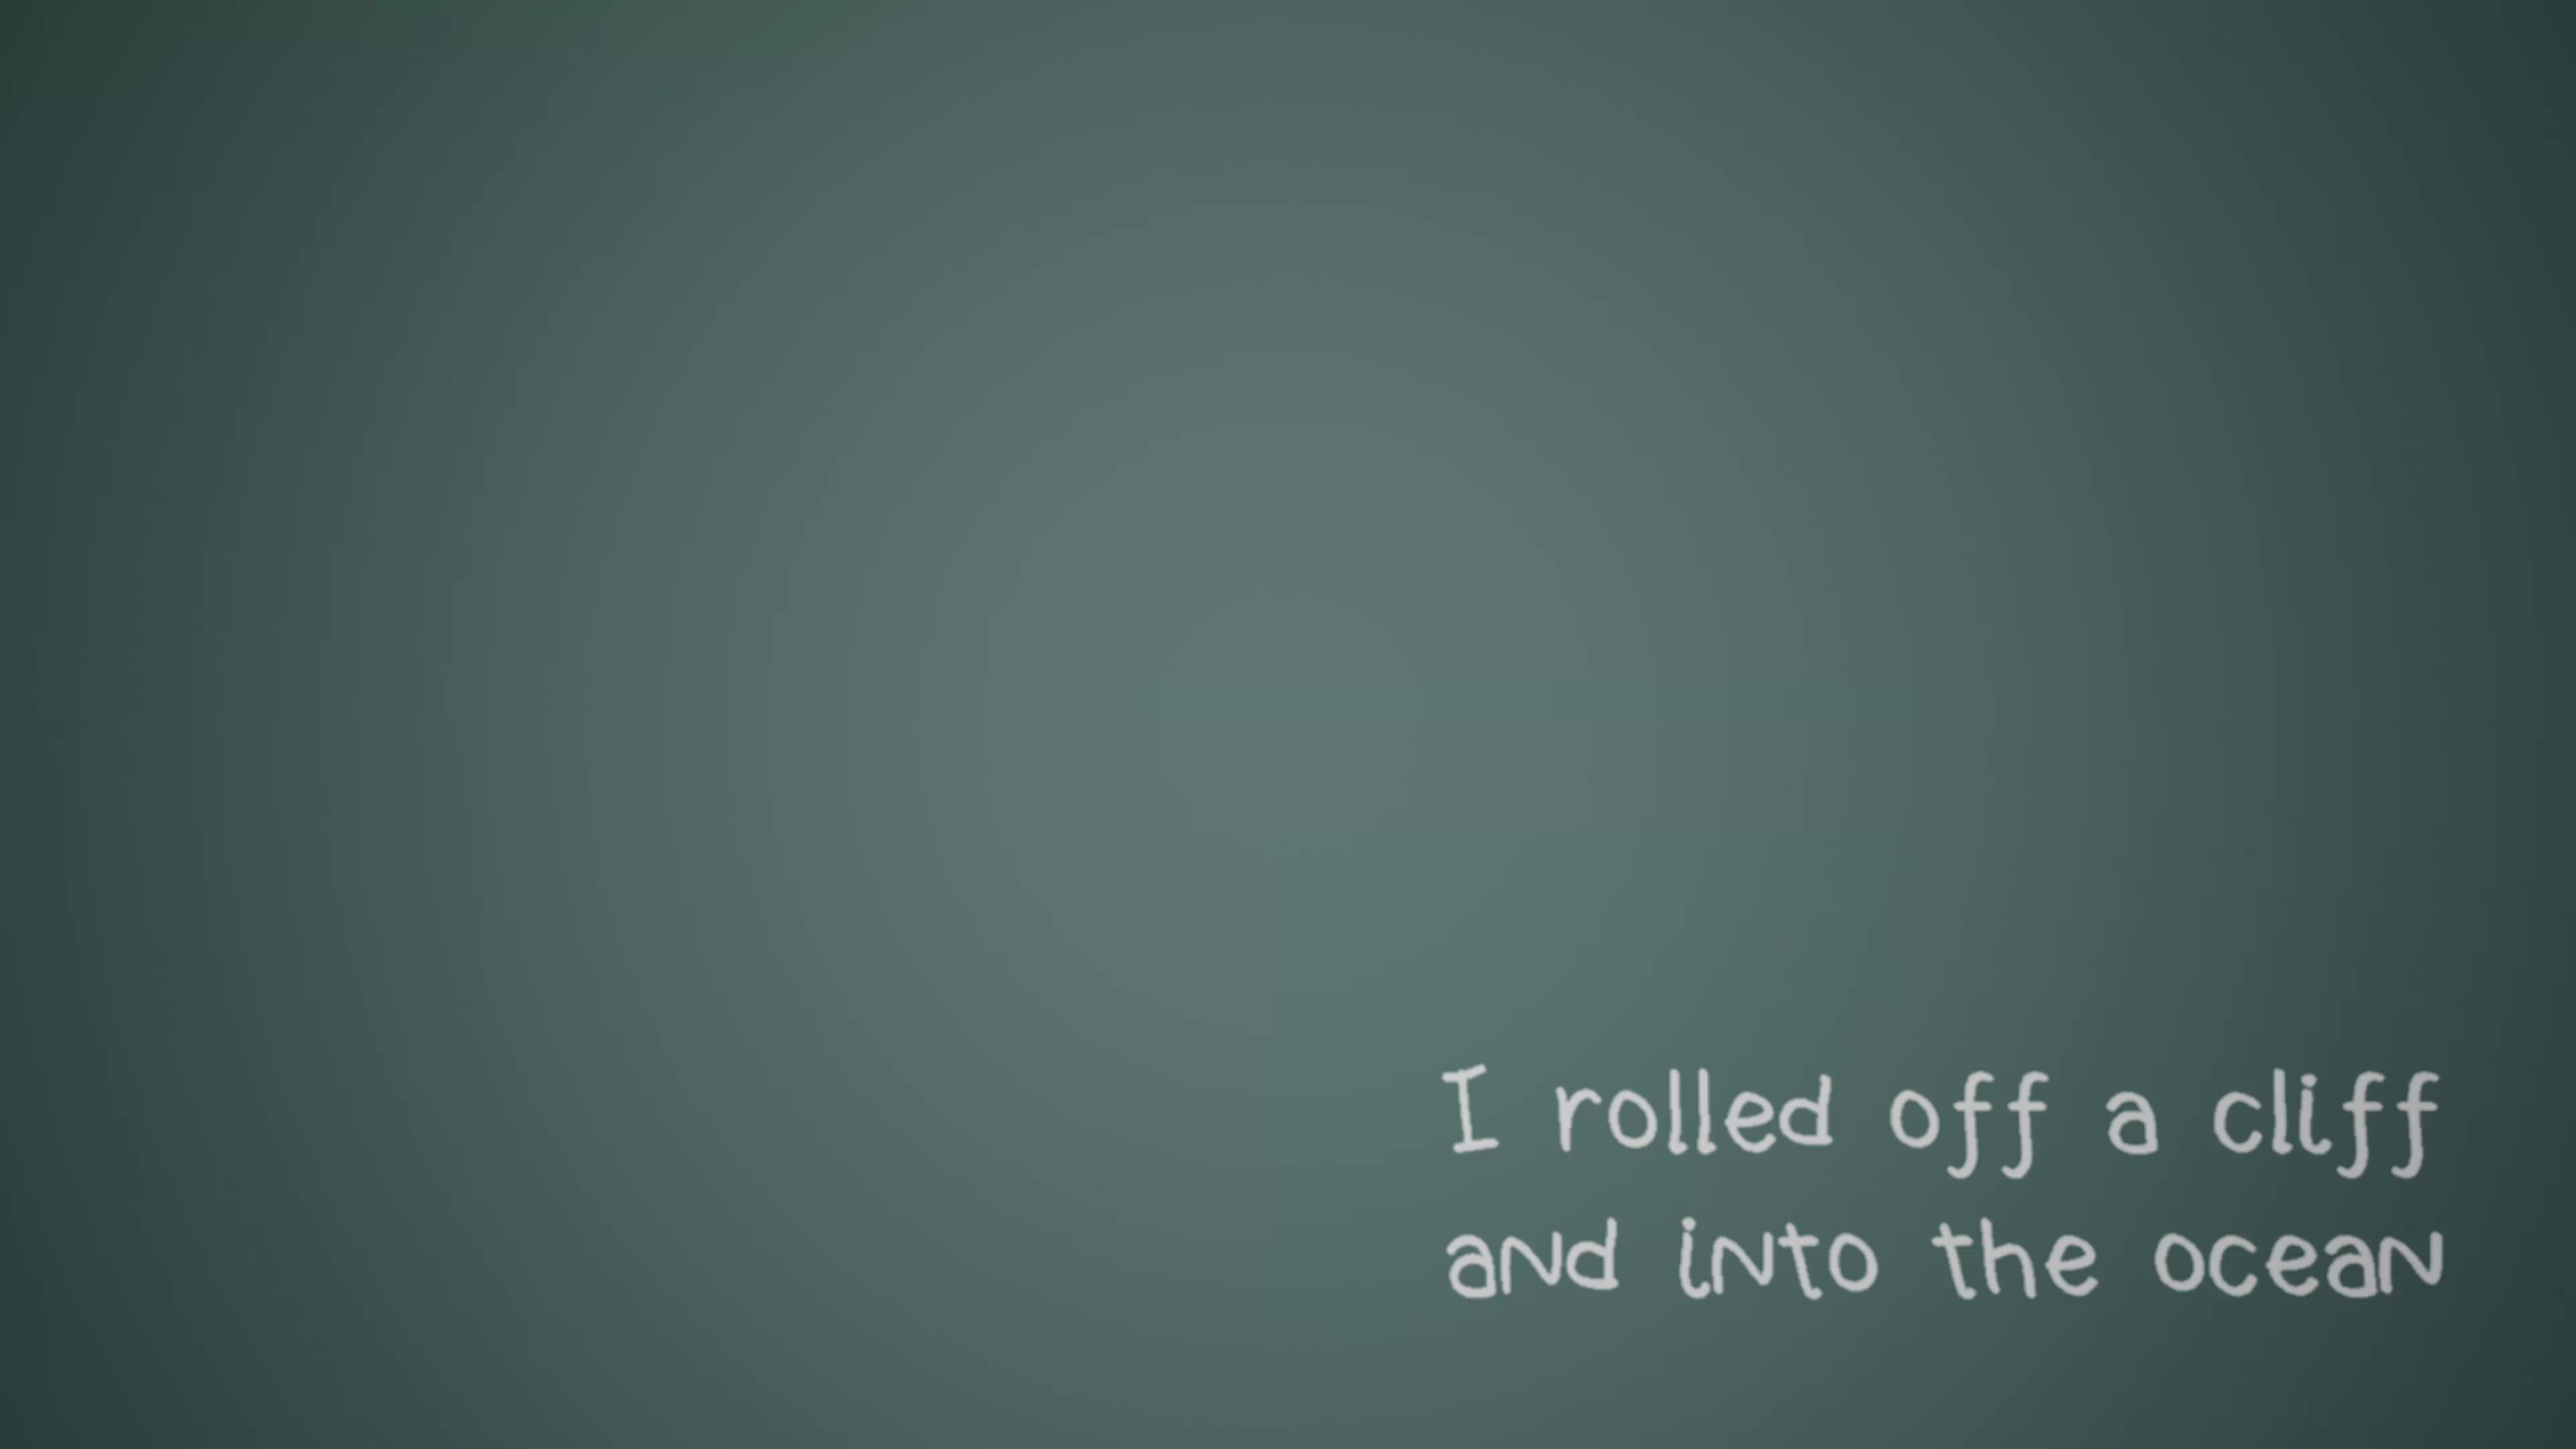 I rolled off a cliff
and into the ocean